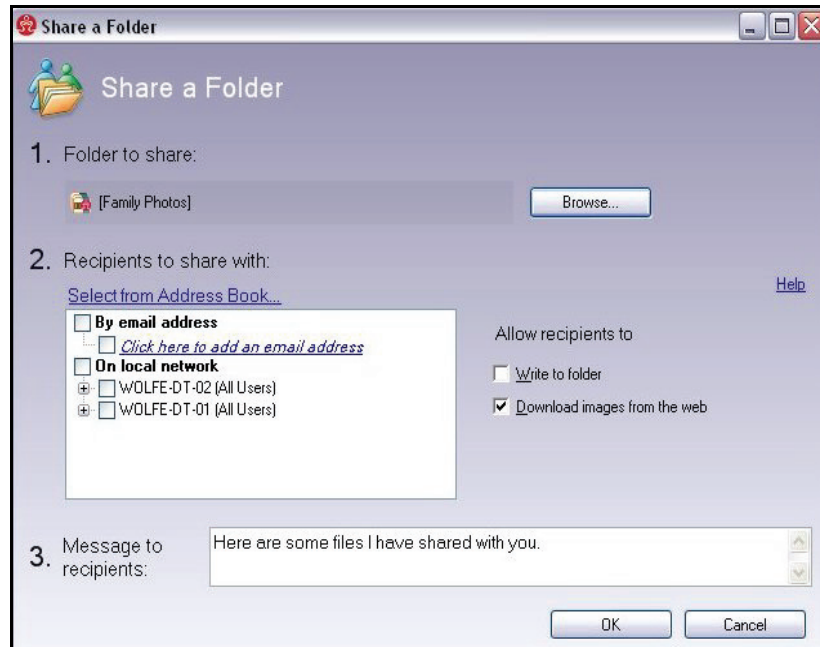 Share a Folder
Share a Folder
1. Folder to share:
[Family Photos]
Browse...
2. Recipients to share with:
Help
Select from Address Book...
By email address
Click here to add an email address
On local network
WOLFE-DT-02 (All Users)
WOLFE-DT-01 (All Users)
Allow recipients to
Write to folder
Download images from the web
3. Message to
recipients:
Here are some files I have shared with you.
OK
Cancel